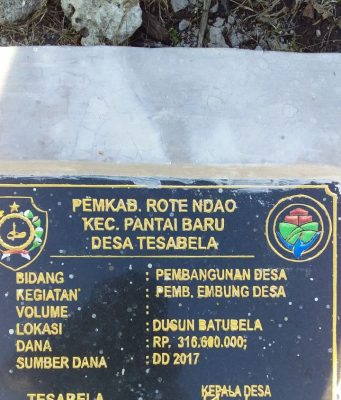 PEMKAB. ROTE NDAO
KEC. PANTAI BARU
DESA TESABELA
BIDANG : PEMBANGUNAN DESA
KEGIATAN : PEMB. EMBUNG DESA
VOLUME :
LOKASI : DUSUN BATUBELA
DANA : RP. 316.600.000;
SUMBER DANA : DD 2017
TESABELA KEPALA DESA